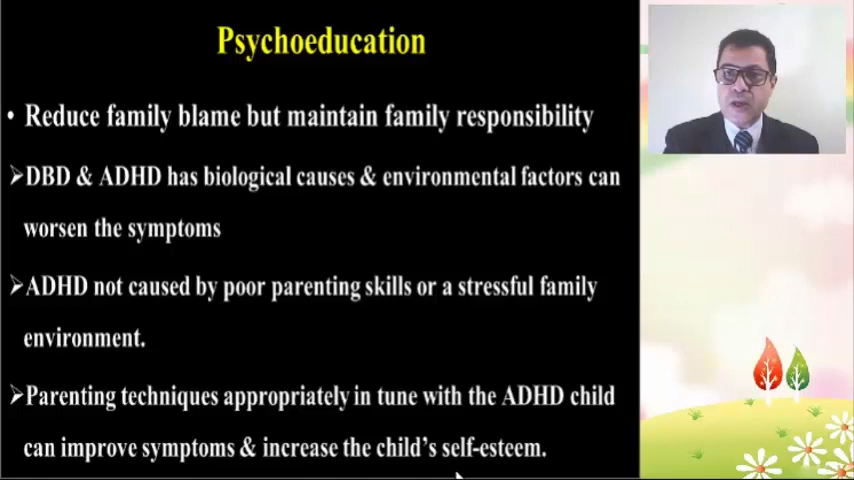 Psychoeducation
• Reduce family blame but maintain family responsibility
➢DBD & ADHD has biological causes & environmental factors can
worsen the symptoms
➢ADHD not caused by poor parenting skills or a stressful family
environment.
➢Parenting techniques appropriately in tune with the ADHD child
can improve symptoms & increase the child's self-esteem.